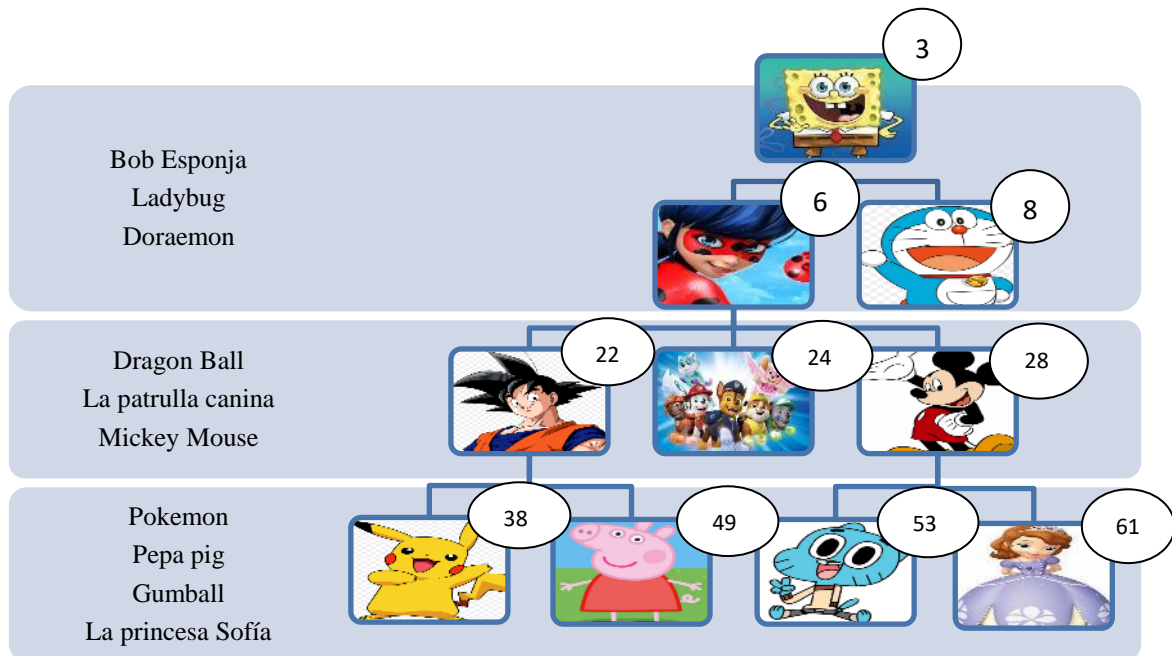 3
Bob Esponja
Ladybug
Doraemon
6
8
Dragon Ball
La patrulla canina
Mickey Mouse
22
24
28
Pokemon
Pepa pig
Gumball
La princesa Sofía
38
49
53
61